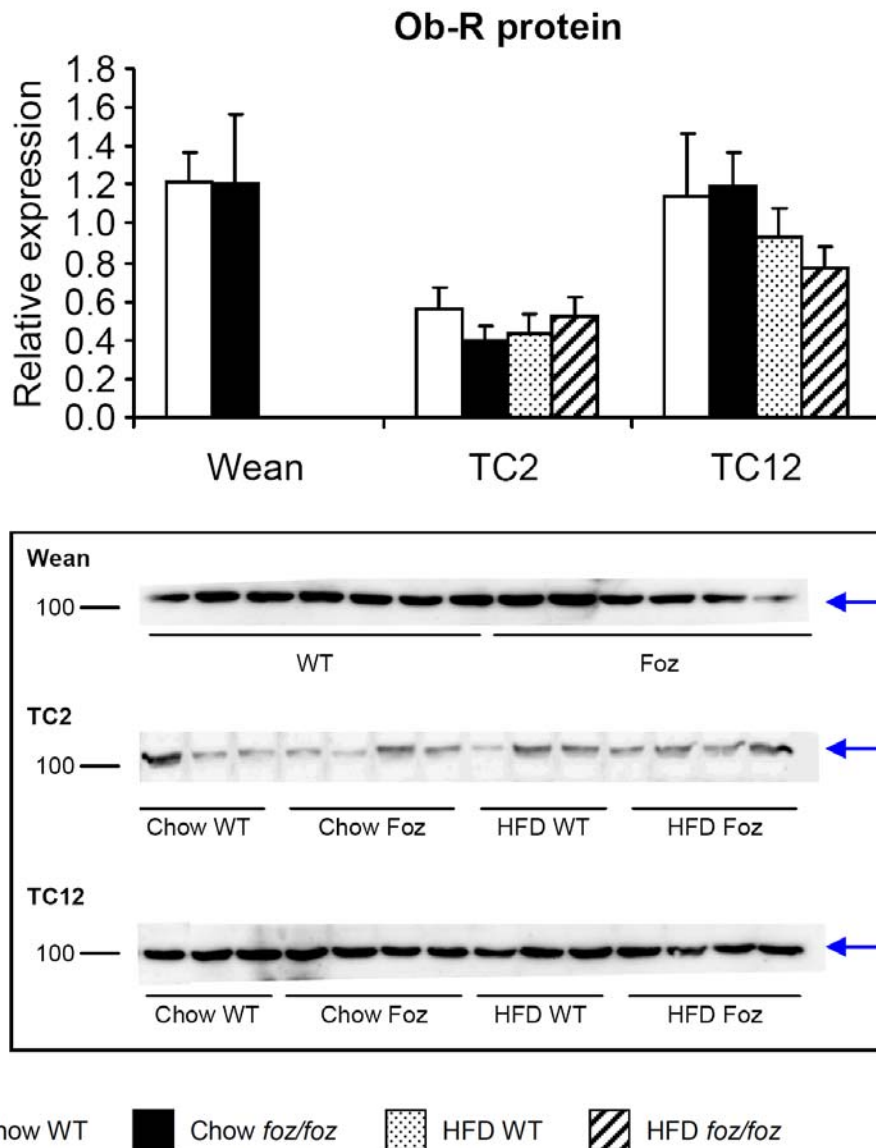 Ob-R protein
Relative expression
1.8
1.6
1.4
1.2
1.0
0.8
0.6
0.4
0.2
0.0
Wean TC2 TC12
Wean
100
WT Foz
TC2
100
Chow WT Chow Foz HFD WT HFD Foz
TC12
100
Chow WT Chow Foz HFD WT HFD Foz
WT Chow foz/foz HFD WT HFD foz/foz